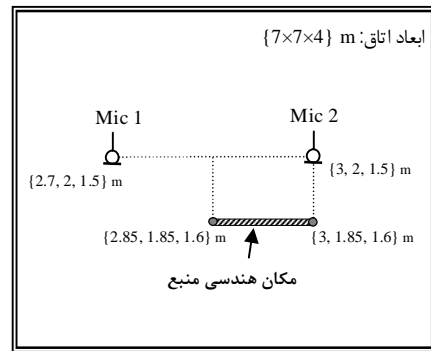 ابعاد اتاق: {7×7×4} m
Mic 1 Mic 2
{2.7, 2, 1.5} m {3, 2, 1.5} m
{2.85, 1.85, 1.6} m {3, 1.85, 1.6} m
مکان هندسی منبع